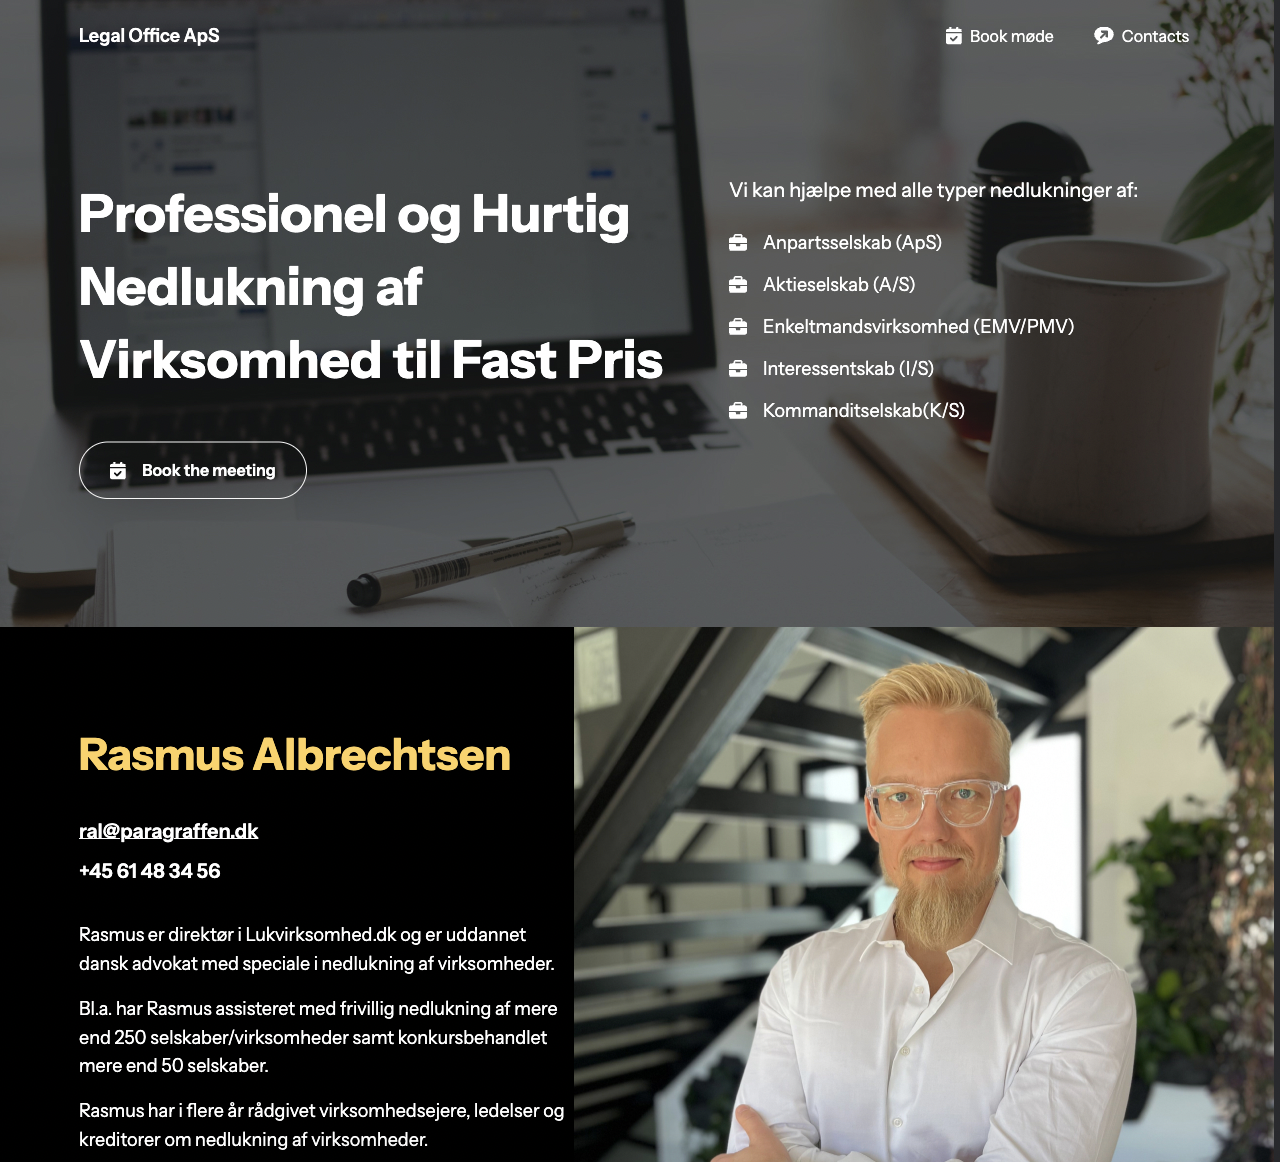 Legal Office ApS
Book møde
Contacts
Professionel og Hurtig
Nedlukning af
Virksomhed til Fast Pris
Book the meeting
Vi kan hjælpe med alle typer nedlukninger af:
Anpartsselskab (ApS)
Aktieselskab (A/S)
Enkeltmandsvirksomhed (EMV/PMV)
Interessentskab (I/S)
Kommanditselskab(K/S)
Rasmus Albrechtsen
ral@paragraffen.dk
+45 61 48 34 56
Rasmus er direktør i Lukvirksomhed.dk og er uddannet
dansk advokat med speciale i nedlukning af virksomheder.
Bl.a. har Rasmus assisteret med frivillig nedlukning af mere
end 250 selskaber/virksomheder samt konkursbehandlet
mere end 50 selskaber.
Rasmus har i flere år rådgivet virksomhedsejere, ledelser og
kreditorer om nedlukning af virksomheder.